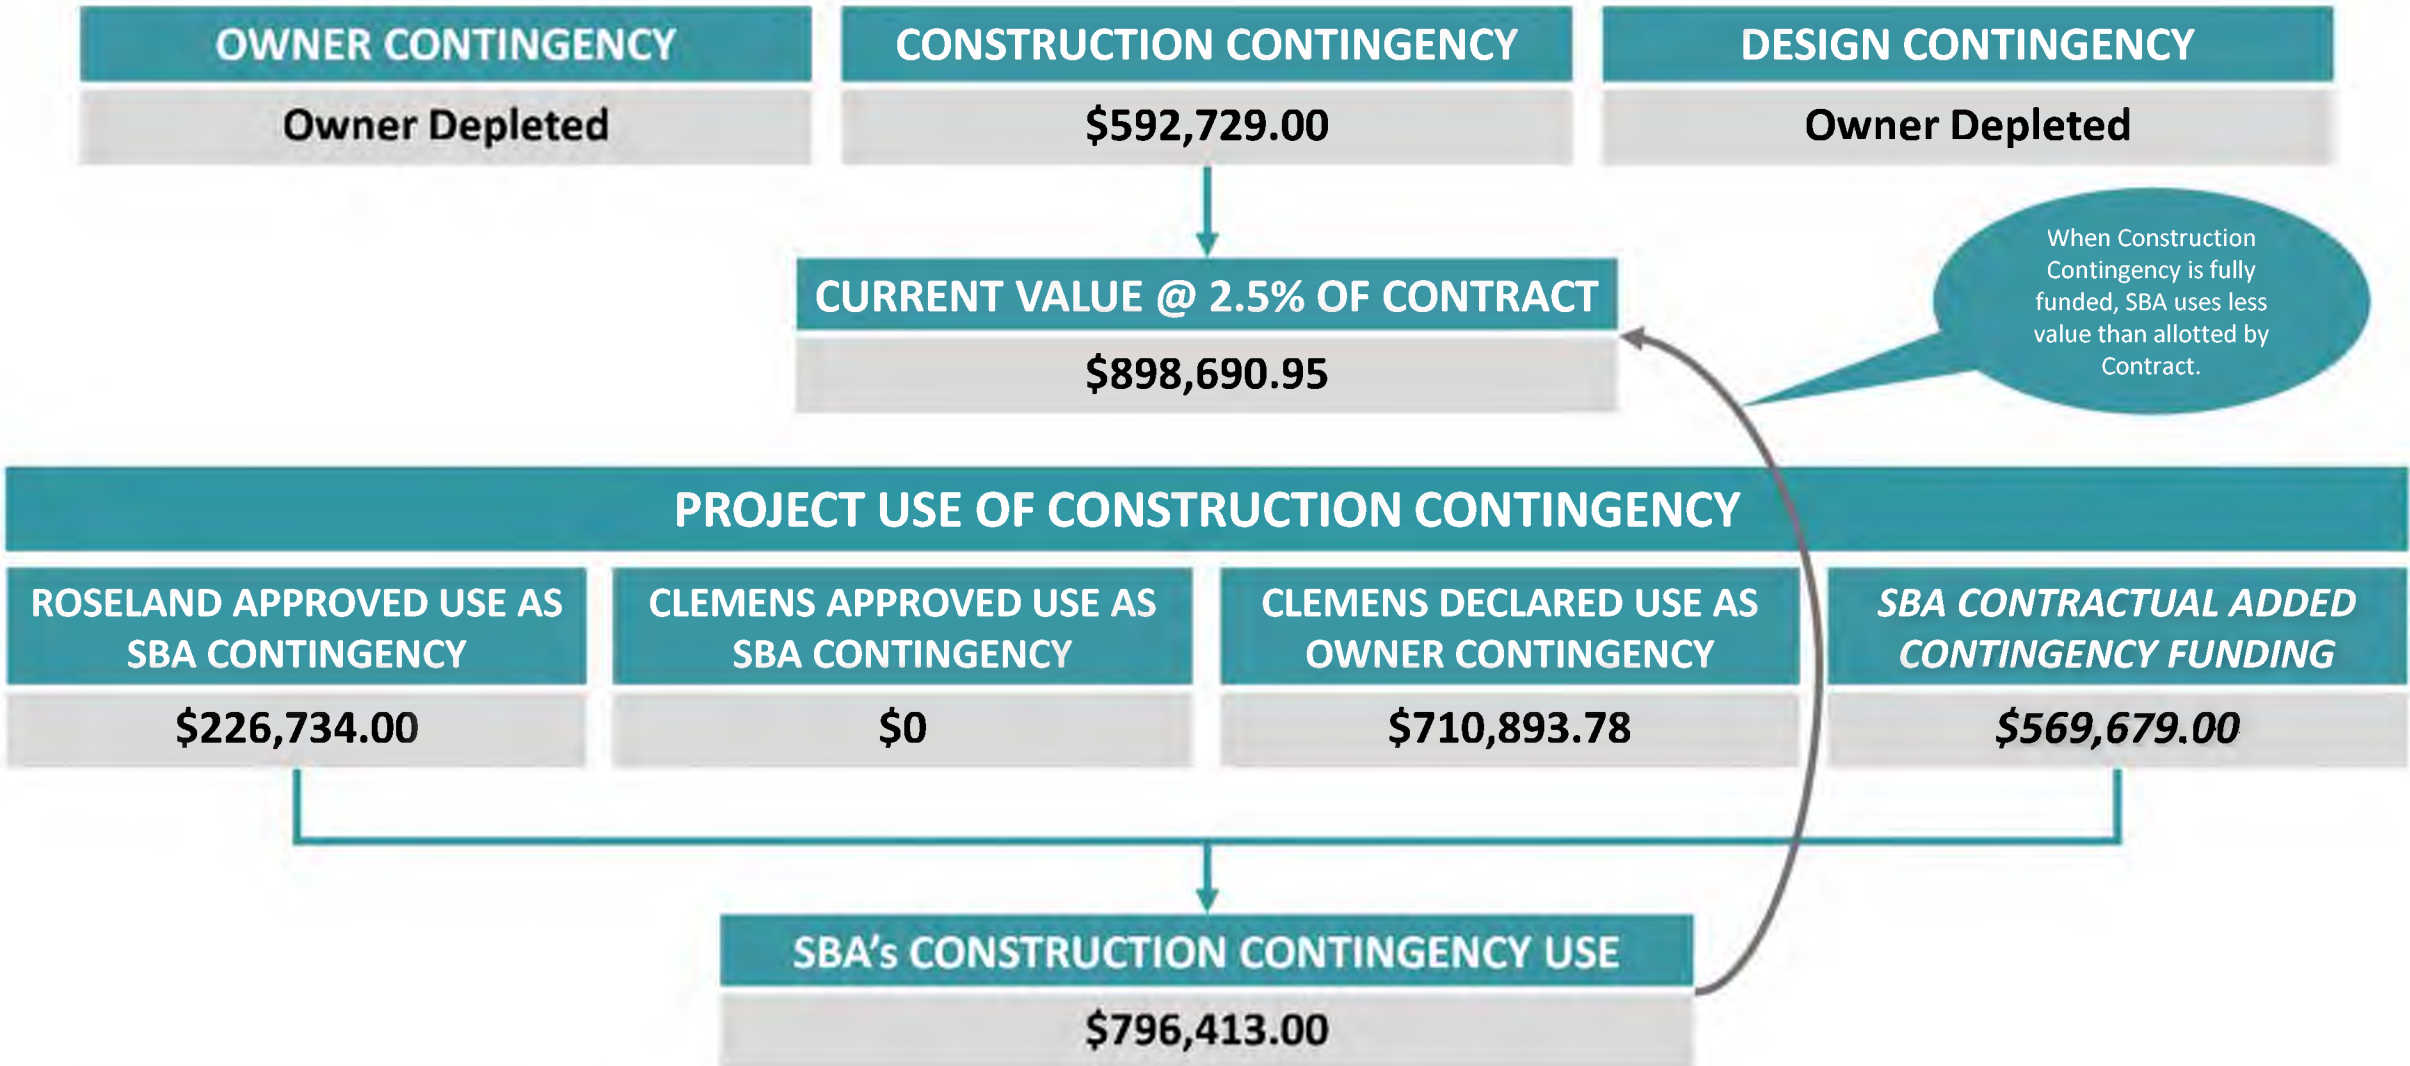 OWNER CONTINGENCY
CONSTRUCTION CONTINGENCY
DESIGN CONTINGENCY
Owner Depleted
$592,729.00
Owner Depleted
When Construction
Contingency is fully
funded, SBA uses less
value than allotted by
Contract.
CURRENT VALUE @ 2.5% OF CONTRACT
$898,690.95
PROJECT USE OF CONSTRUCTION CONTINGENCY
ROSELAND APPROVED USE AS
SBA CONTINGENCY
CLEMENS APPROVED USE AS
SBA CONTINGENCY
CLEMENS DECLARED USE AS
OWNER CONTINGENCY
SBA CONTRACTUAL ADDED
CONTINGENCY FUNDING
$226,734.00
$0
$710,893.78
$569,679.00
SBA's CONSTRUCTION CONTINGENCY USE
$796,413.00